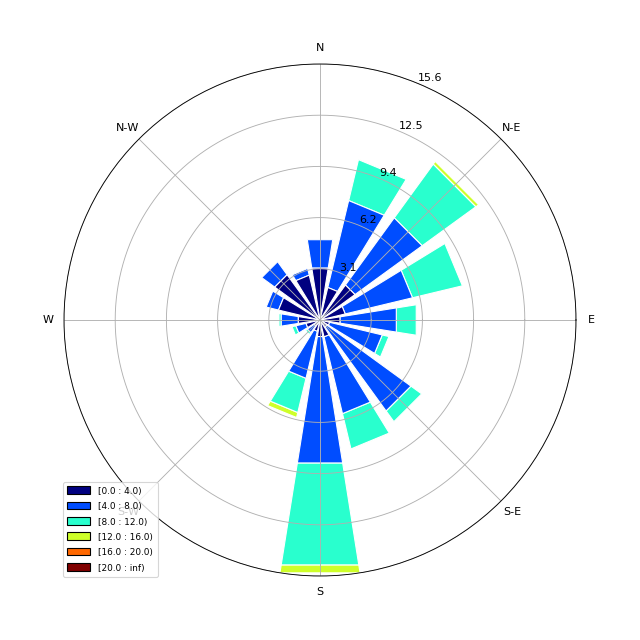 N
15.6
N-W
12.5
N-E
9.4
6.2
3.1
W
E
[0.0 : 4.0)
[4.0 : 8.0)
S-W
S-E
[8.0 : 12.0)
[12.0 : 16.0)
[16.0 : 20.0)
[20.0 : inf)
S